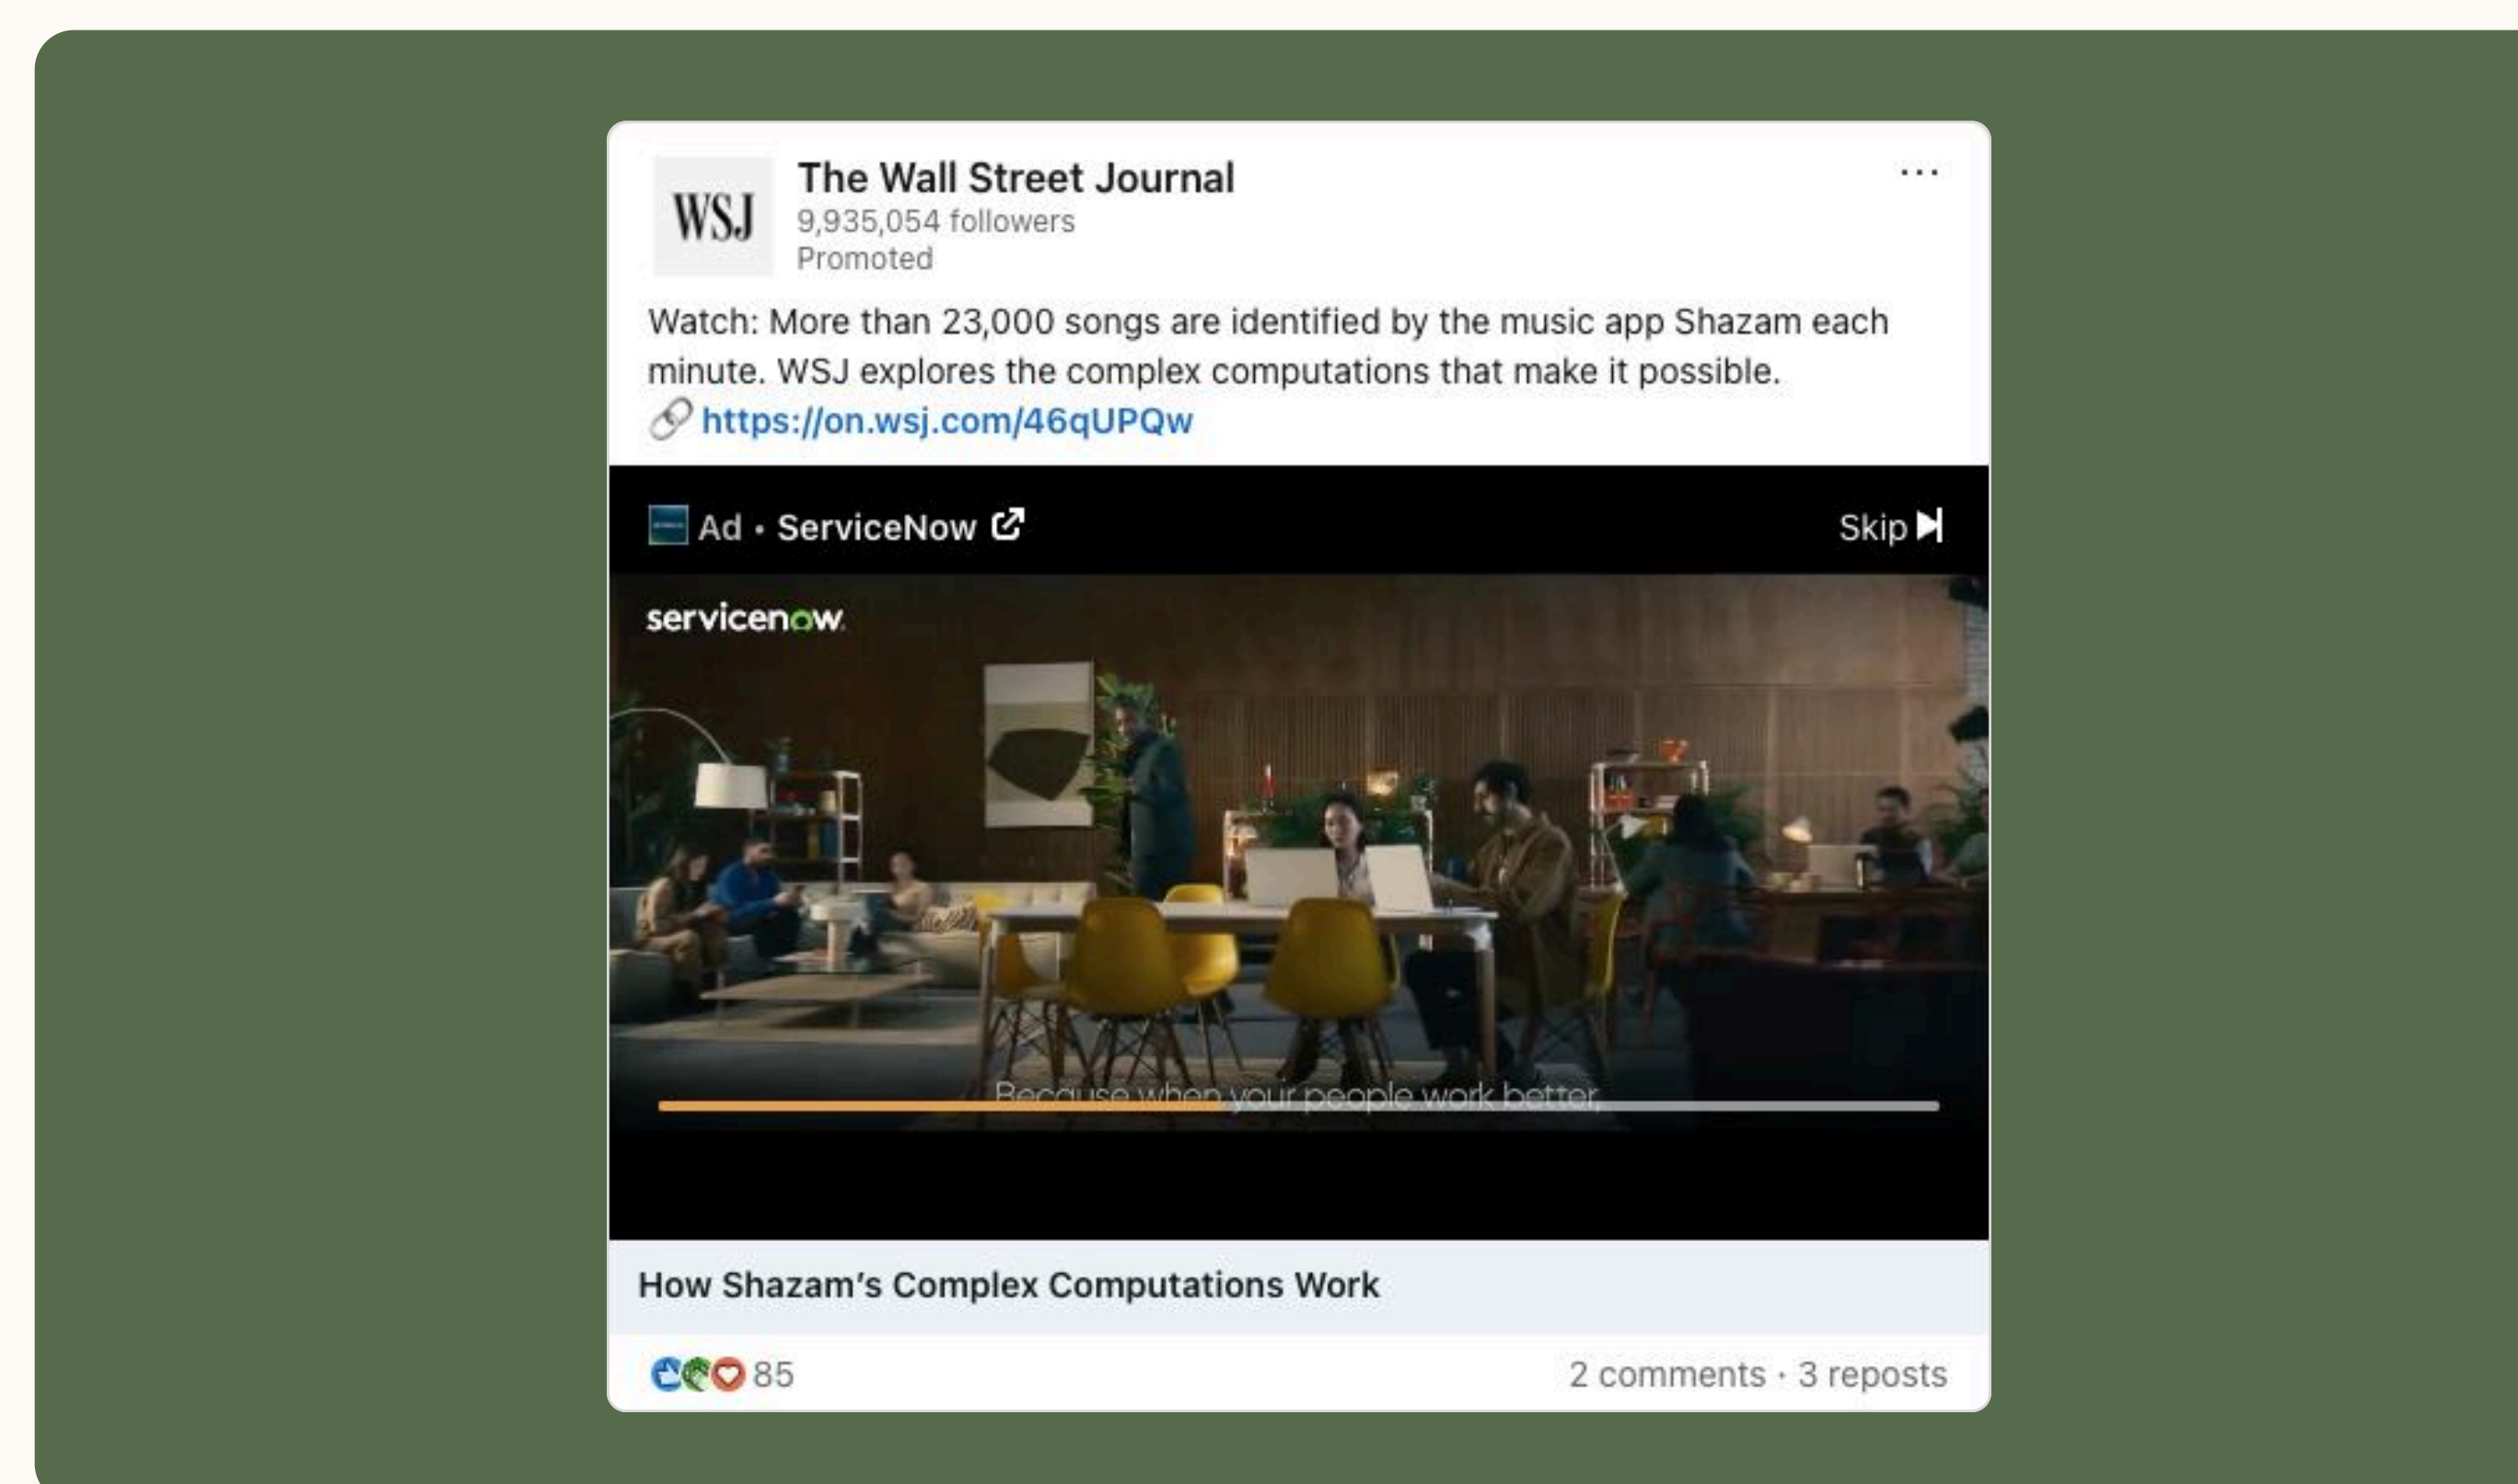 WSJ
The Wall Street Journal
9,935,054 followers
Promoted
...
Watch: More than 23,000 songs are identified by the music app Shazam each
minute. WSJ explores the complex computations that make it possible.
https://on.wsj.com/46qUPQw
Ad • ServiceNow
Skip
servicenow
Because when your people work better,
How Shazam’s Complex Computations Work
85
2 comments · 3 reposts